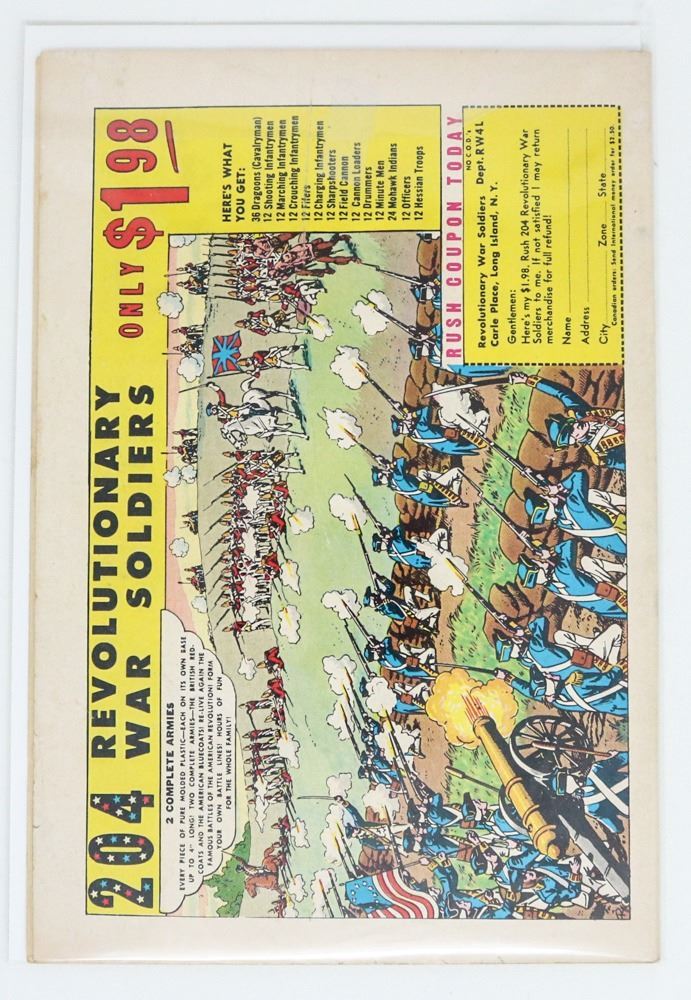 204 REVOLUTIONARY
WAR SOLDIERS
ONLY $1.98
2 COMPLETE ARMIES
EVERY PIECE OF PURE MOLDED PLASTIC—EACH ON ITS OWN BASE
UP TO 4" LONG! TWO COMPLETE ARMIES—THE BRITISH RED-
COATS AND THE AMERICAN BLUECOATS! RE-LIVE AGAIN THE
FAMOUS BATTLES OF THE AMERICAN REVOLUTION! FORM
YOUR OWN BATTLE LINES! HOURS OF FUN
FOR THE WHOLE FAMILY!
HERE'S WHAT
YOU GET:
36 Dragoons (Cavalryman)
12 Shooting Infantrymen
12 Marching Infantrymen
12 Crouching Infantrymen
12 Fifers
12 Charging Infantrymen
12 Sharpshooters
12 Field Cannon
12 Cannon Loaders
12 Drummers
12 Minute Men
24 Mohawk Indians
12 Officers
12 Hessian Troops
RUSH COUPON TODAY
NO C O D's
Revolutionary War Soldiers Dept. RW4L
Carle Place, Long Island, N. Y.
Gentlemen:
Here's my $1.98. Rush 204 Revolutionary War
Soldiers to me. If not satisfied I may return
merchandise for full refund!
Name
Address
City Zone State
Canadian orders: Send International money order for $2.50.